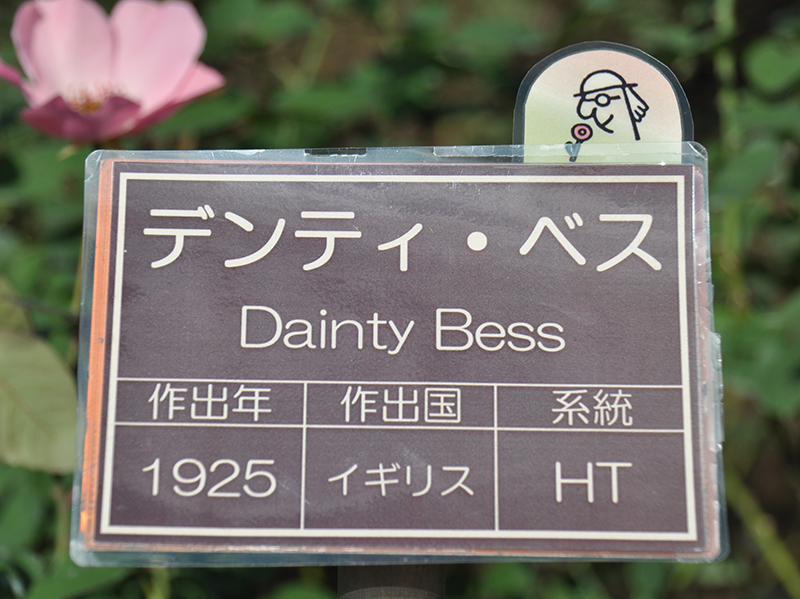 デンティ・ベス
Dainty Bess
作出年 作出国 系統
1925 イギリス HT